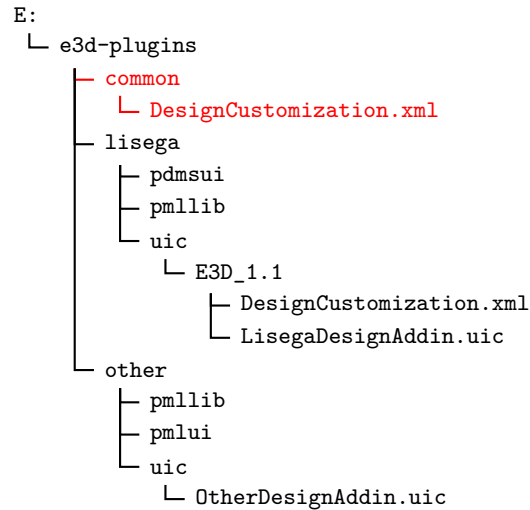 E:
e3d-plugins
common
DesignCustomization.xml
lisega
pdmsui
pmllib
uic
E3D_1.1
DesignCustomization.xml
LisegaDesignAddin.uic
other
pmllib
pmlui
uic
OtherDesignAddin.uic